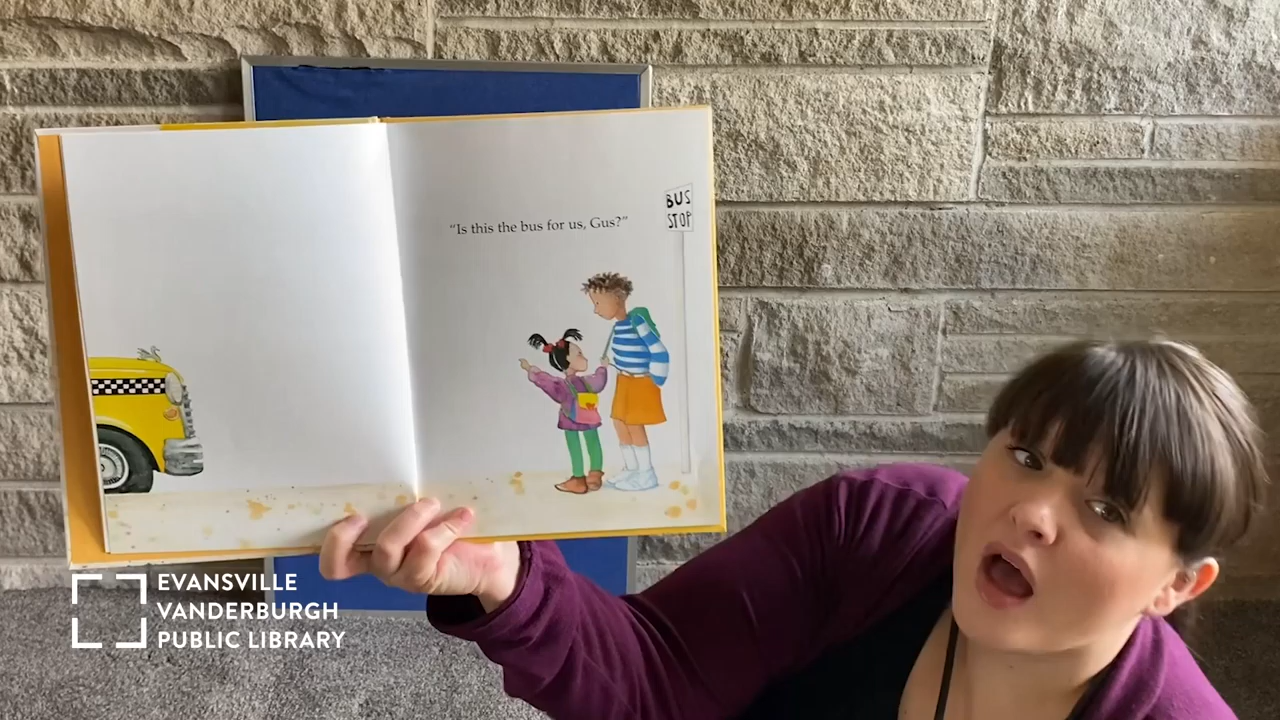 BUS
STOP
“Is this the bus for us, Gus?”
EVANSVILLE
VANDERBURGH
PUBLIC LIBRARY